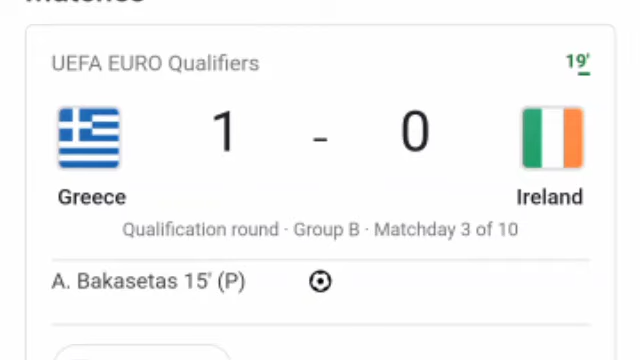 UEFA EURO Qualifiers 19'
1 - 0
Greece Ireland
Qualification round · Group B · Matchday 3 of 10
A. Bakasetas 15' (P)